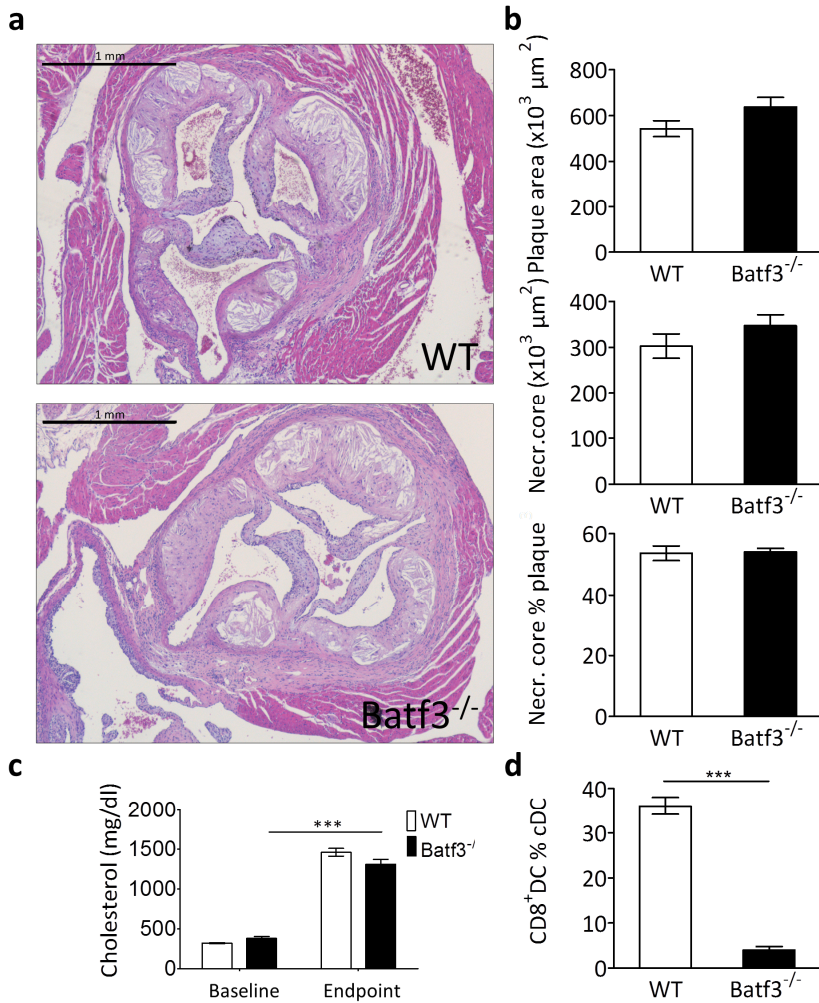 a
1 mm
WT
1 mm
Batf3-/-
b
Plaque area (x10³ µm²)
800
600
400
200
0
WT Batf3-/-
Necr.core (x10³ µm²)
400
300
200
100
0
WT Batf3-/-
Necr. core % plaque
60
40
20
0
WT Batf3-/-
c
Cholesterol (mg/dl)
2000
1500
1000
500
0
***
WT
Batf3-/
Baseline Endpoint
d
CD8+DC % cDC
40
30
20
10
0
***
WT Batf3-/-